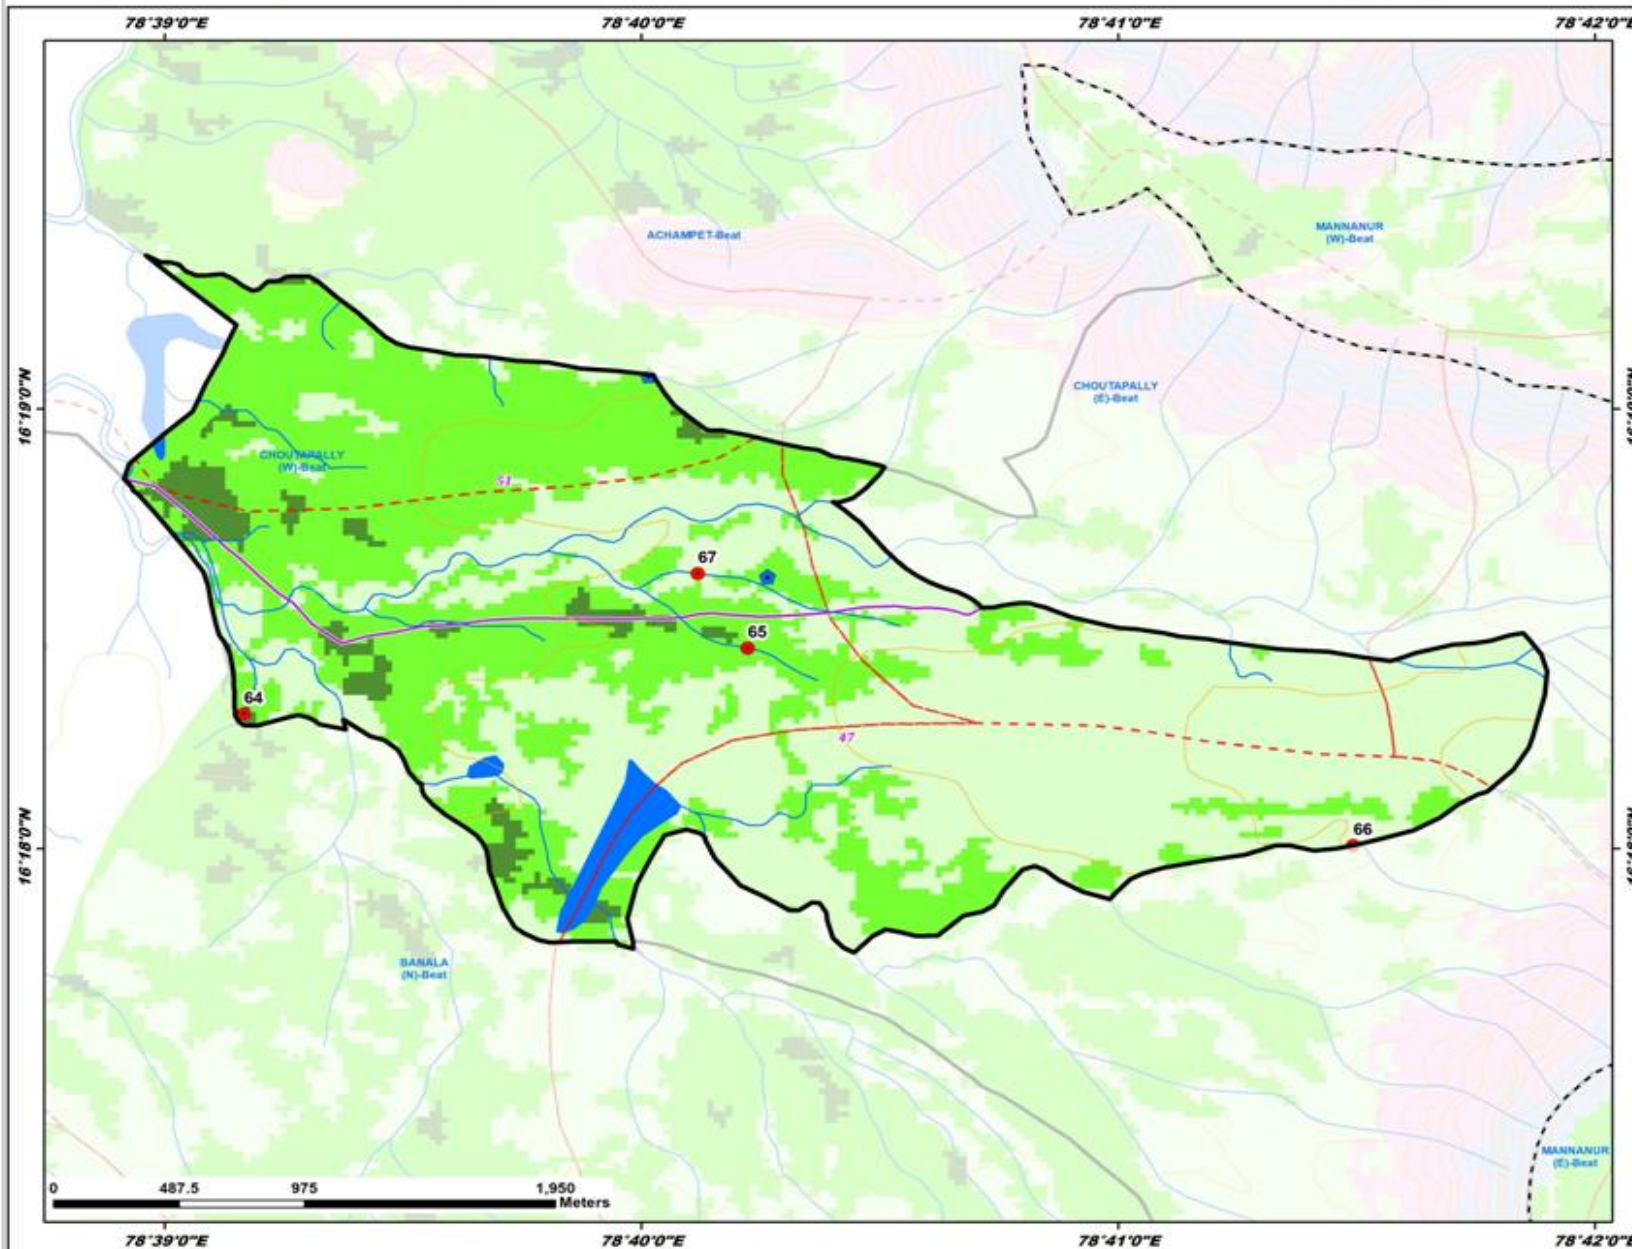 78°39'0"E 78°40'0"E 78°41'0"E 78°42'0"E
ACHAMPET-Beat
MANNANUR
(W)-Beat
CHOUTAPALLY
(E)-Beat
16°19'0"N
CHOUTAPALLY
(W)-Beat
51
67
65
64
47
66
16°18'0"N
BANALA
(N)-Beat
MANNANUR
(E)-Beat
0 487.5 975 1,950
Meters
78°39'0"E 78°40'0"E 78°41'0"E 78°42'0"E